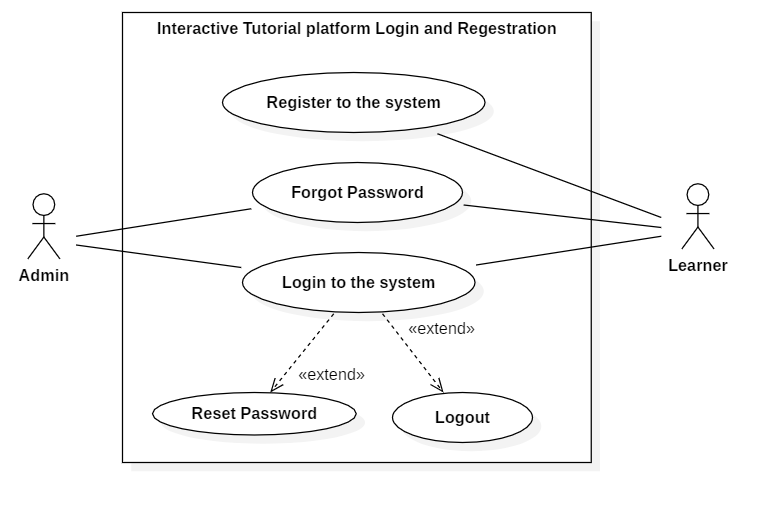 Interactive Tutorial platform Login and Regestration
Register to the system
Forgot Password
Admin
Learner
Login to the system
«extend»
«extend»
Reset Password
Logout